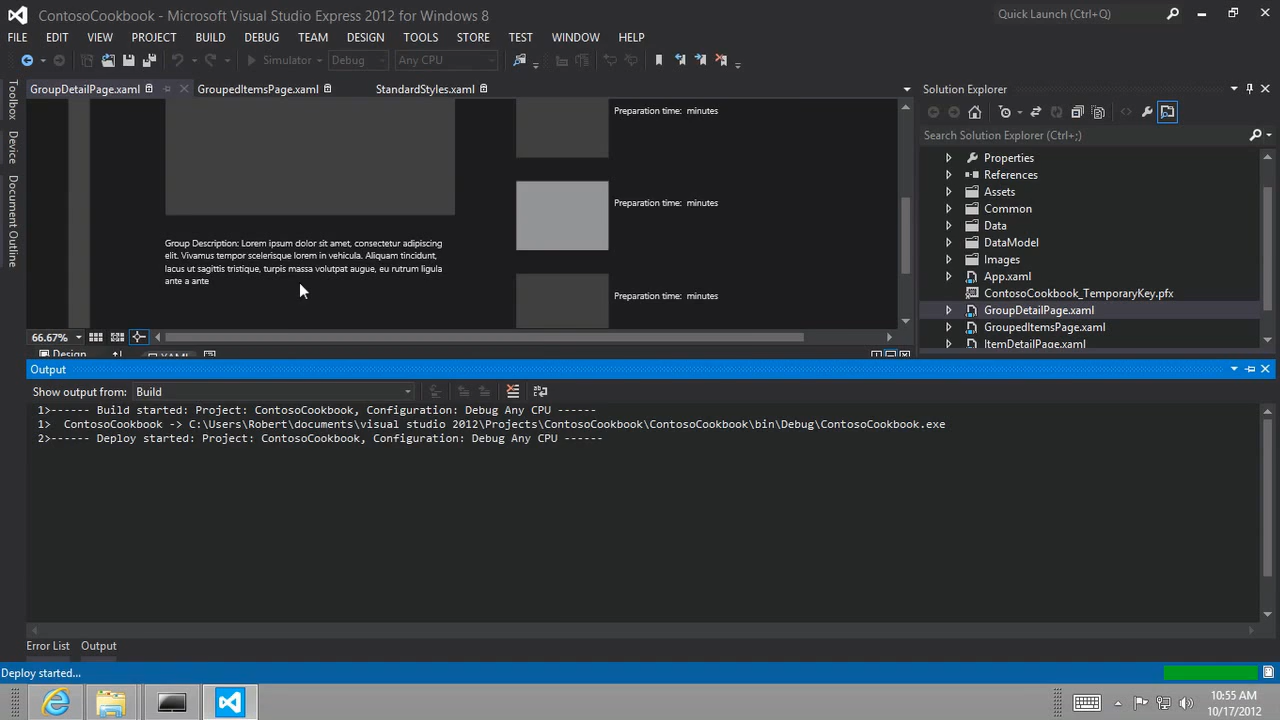 ContosoCookbook - Microsoft Visual Studio Express 2012 for Windows 8
Quick Launch (Ctrl+Q)
FILE EDIT VIEW PROJECT BUILD DEBUG TEAM FORMAT DESIGN TOOLS STORE TEST WINDOW HELP
Simulator Debug Any CPU
GroupDetailPage.xaml GroupedItemsPage.xaml StandardStyles.xaml
Toolbox
Device
Document Outline
Preparation time: minutes
Preparation time: minutes
Group Description: Lorem ipsum dolor sit amet, consectetur adipiscing
elit. Vivamus tempor scelerisque lorem in vehicula. Aliquam tincidunt,
lacus ut sagittis tristique, turpis massa volutpat augue, eu rutrum ligula
ante a ante
Preparation time: minutes
66.67%
Design XAML
Solution Explorer
Search Solution Explorer (Ctrl+;)
Properties
References
Assets
Common
Data
DataModel
Images
App.xaml
ContosoCookbook_TemporaryKey.pfx
GroupDetailPage.xaml
GroupedItemsPage.xaml
ItemDetailPage.xaml
Output
Show output from: Build
1>------ Build started: Project: ContosoCookbook, Configuration: Debug Any CPU ------
1> ContosoCookbook -> C:\Users\Robert\documents\visual studio 2012\Projects\ContosoCookbook\ContosoCookbook\bin\Debug\ContosoCookbook.exe
2>------ Deploy started: Project: ContosoCookbook, Configuration: Debug Any CPU ------
Error List Output
Deploy started...
10:55 AM
10/17/2012